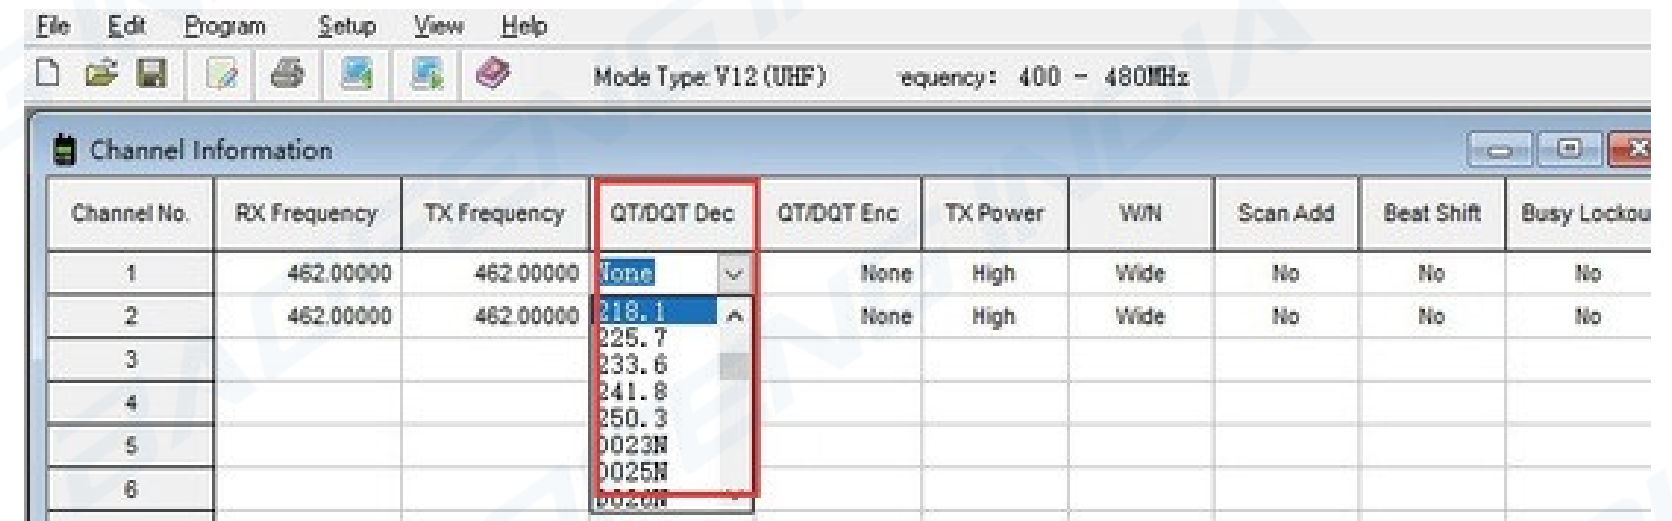 File Edit Program Setup View Help
Mode Type: V12(UHF) equency: 400 - 480MHz
Channel Information
Channel No. RX Frequency TX Frequency QT/DQT Dec QT/DQT Enc TX Power W/N Scan Add Beat Shift Busy Lockou
1 462.00000 462.00000 None None High Wide No No No
2 462.00000 462.00000 218.1 None High Wide No No No
225.7
3 233.6
241.8
4
250.3
5 D023N
D025N
6 D026N